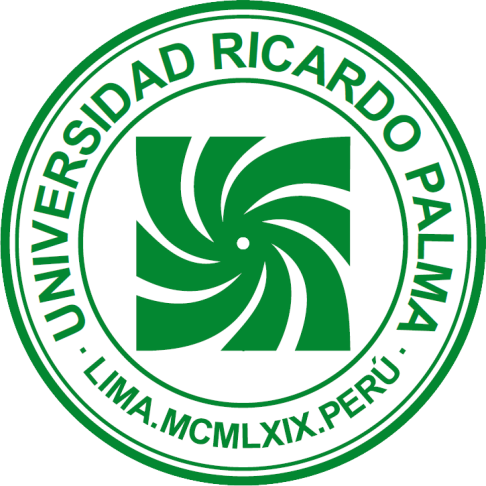 UNIVERSIDAD RICARDO PALMA
· LIMA.MCMLXIX.PERÚ ·